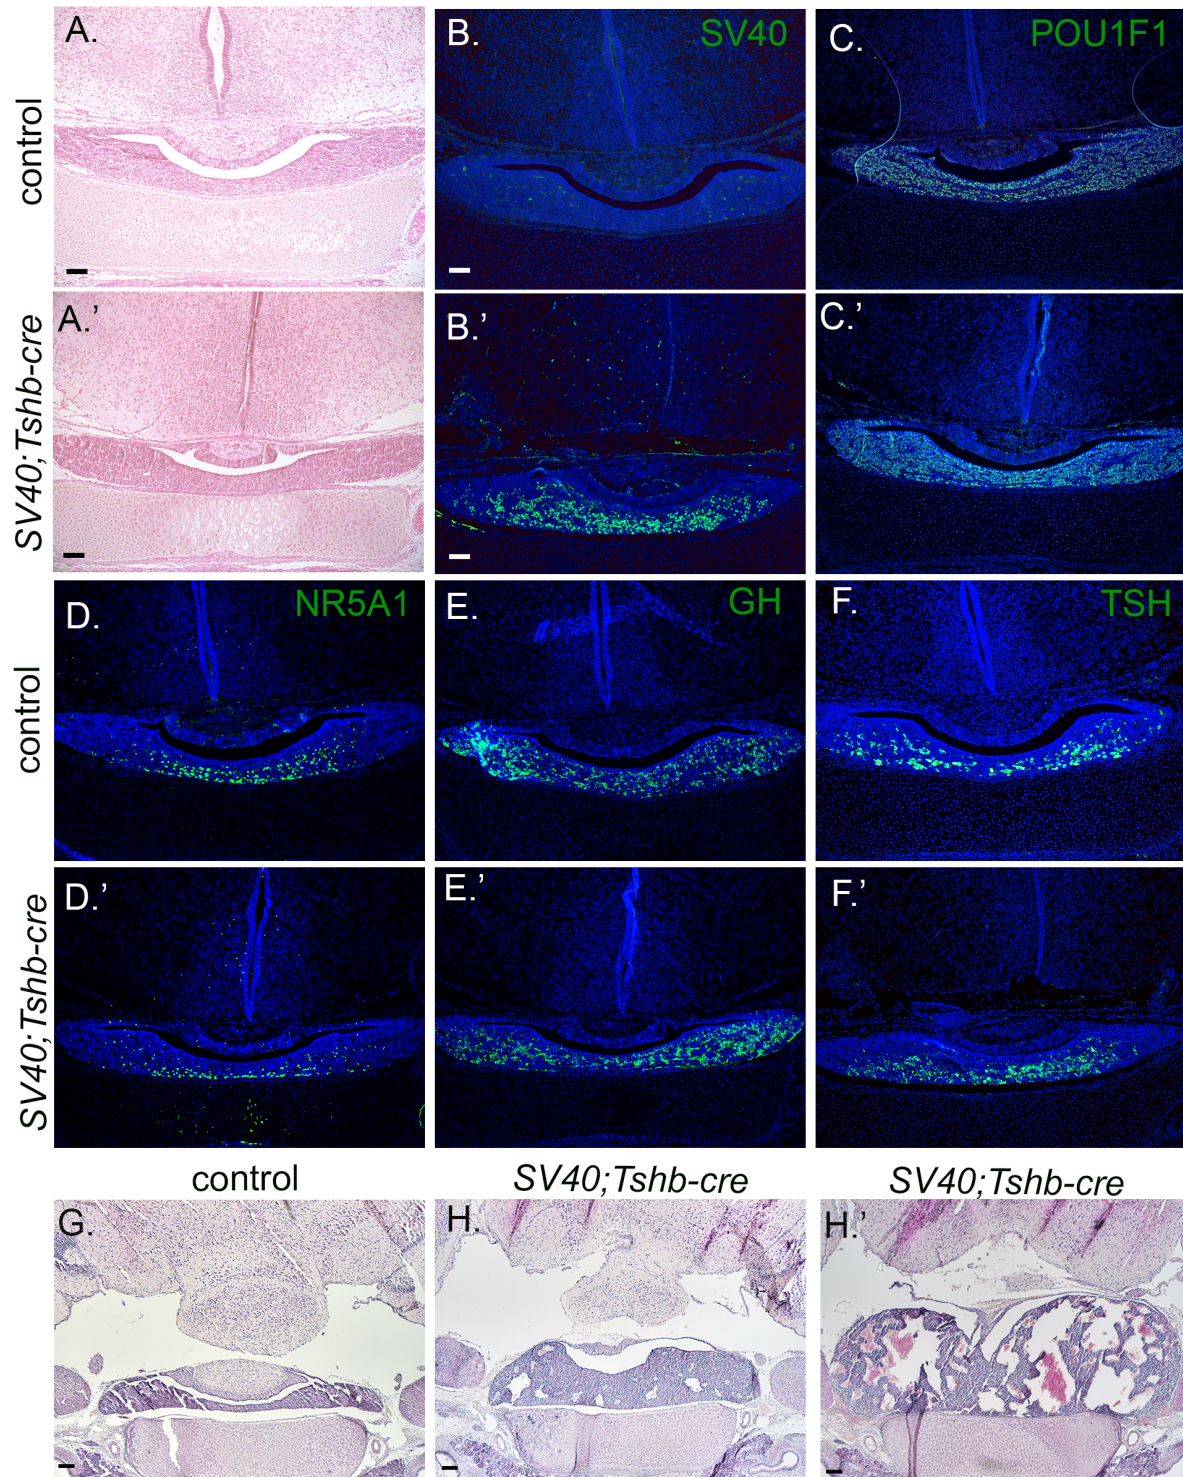 A.
B.
SV40
C.
POU1F1
control
A.'
B.'
C.'
SV40;Tshb-cre
D.
NR5A1
E.
GH
F.
TSH
control
D.'
E.'
F.'
SV40;Tshb-cre
control
SV40;Tshb-cre
SV40;Tshb-cre
G.
H.
H.'